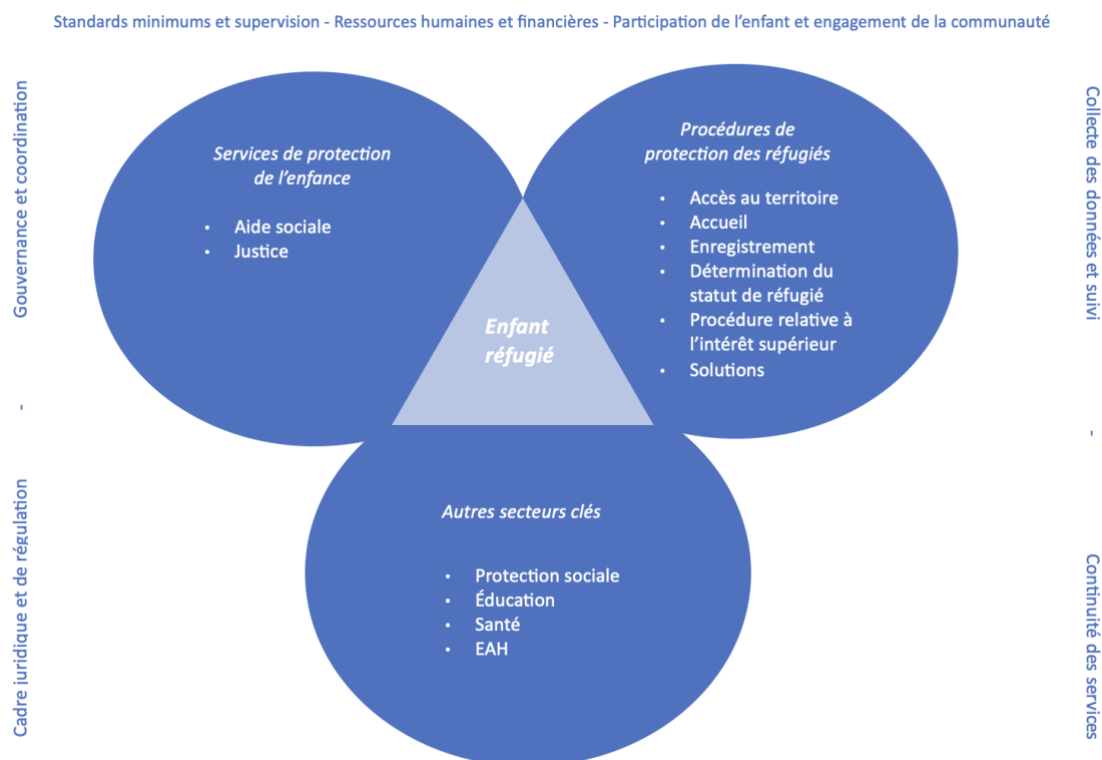 Standards minimums et supervision - Ressources humaines et financières - Participation de l’enfant et engagement de la communauté
Gouvernance et coordination
-
Cadre juridique et de régulation
Services de protection
de l’enfance
• Aide sociale
• Justice
Procédures de
protection des réfugiés
• Accès au territoire
• Accueil
• Enregistrement
• Détermination du
statut de réfugié
• Procédure relative à
l’intérêt supérieur
• Solutions
Enfant
réfugié
Autres secteurs clés
• Protection sociale
• Éducation
• Santé
• EAH
Collecte des données et suivi
-
Continuité des services